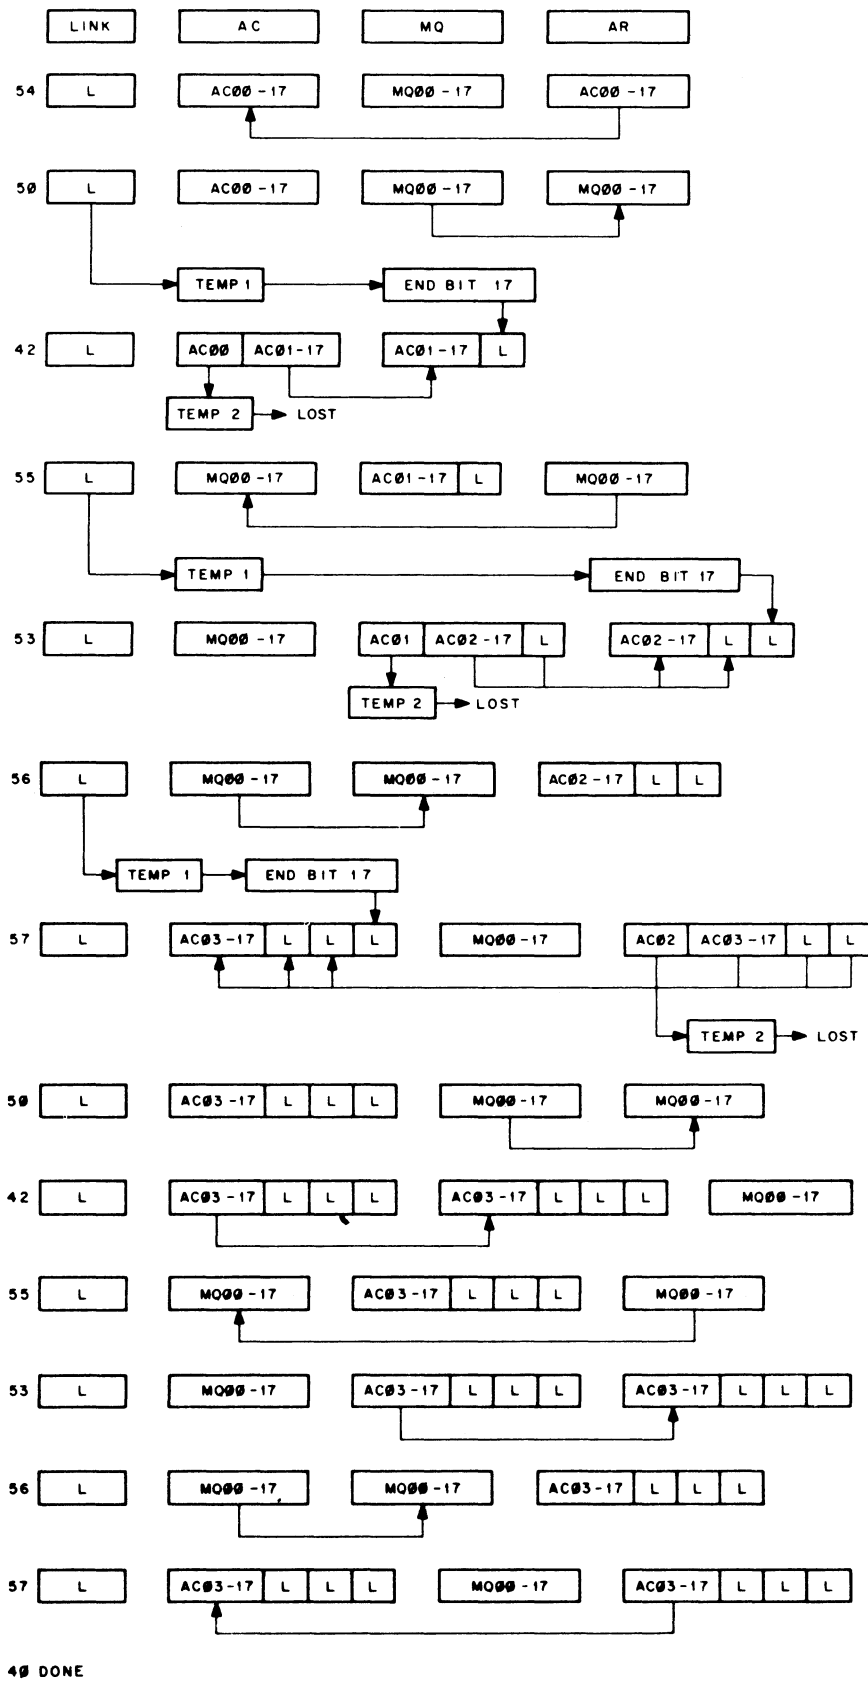 LINK AC MQ AR
54 L AC00-17 MQ00-17 AC00-17
50 L AC00-17 MQ00-17 MQ00-17
TEMP 1 END BIT 17
42 L AC00 AC01-17 AC01-17 L
TEMP 2 LOST
55 L MQ00-17 AC01-17 L MQ00-17
TEMP 1 END BIT 17
53 L MQ00-17 AC01 AC02-17 L AC02-17 L L
TEMP 2 LOST
56 L MQ00-17 MQ00-17 AC02-17 L L
TEMP 1 END BIT 17
57 L AC03-17 L L L MQ00-17 AC02 AC03-17 L L
TEMP 2 LOST
50 L AC03-17 L L L MQ00-17 MQ00-17
42 L AC03-17 L L L AC03-17 L L L MQ00-17
55 L MQ00-17 AC03-17 L L L MQ00-17
53 L MQ00-17 AC03-17 L L L AC03-17 L L L
56 L MQ00-17 MQ00-17 AC03-17 L L L
57 L AC03-17 L L L MQ00-17 AC03-17 L L L
40 DONE